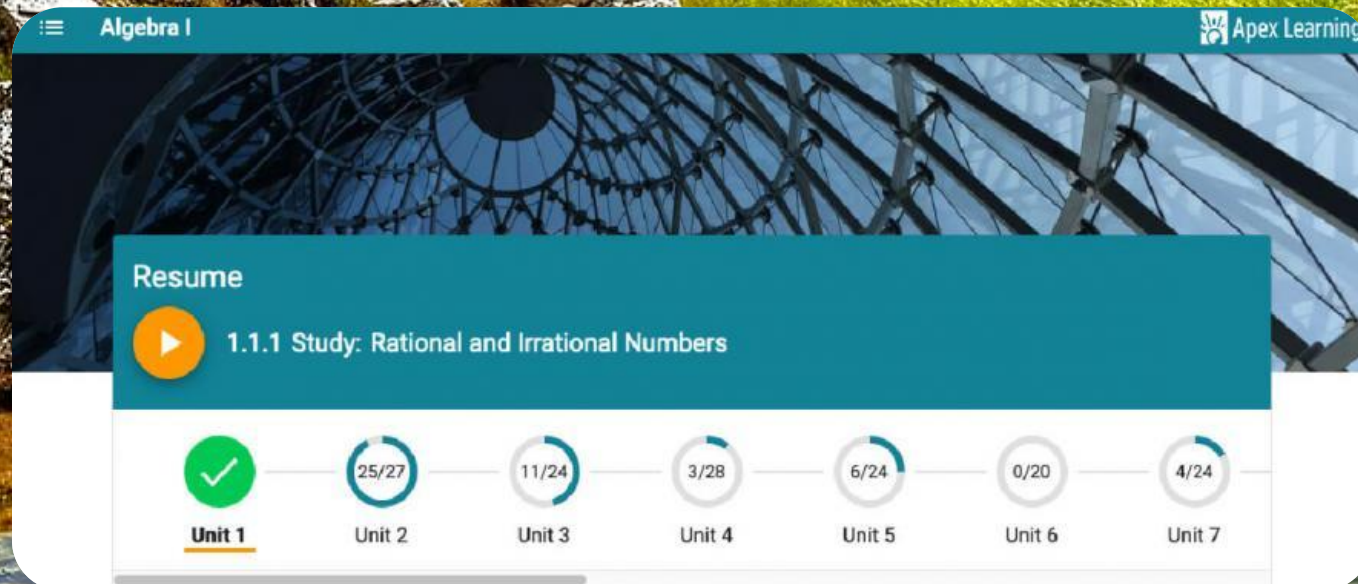 Algebra I
Apex Learning
Resume
1.1.1 Study: Rational and Irrational Numbers
25/27
11/24
3/28
6/24
0/20
4/24
Unit 1
Unit 2
Unit 3
Unit 4
Unit 5
Unit 6
Unit 7